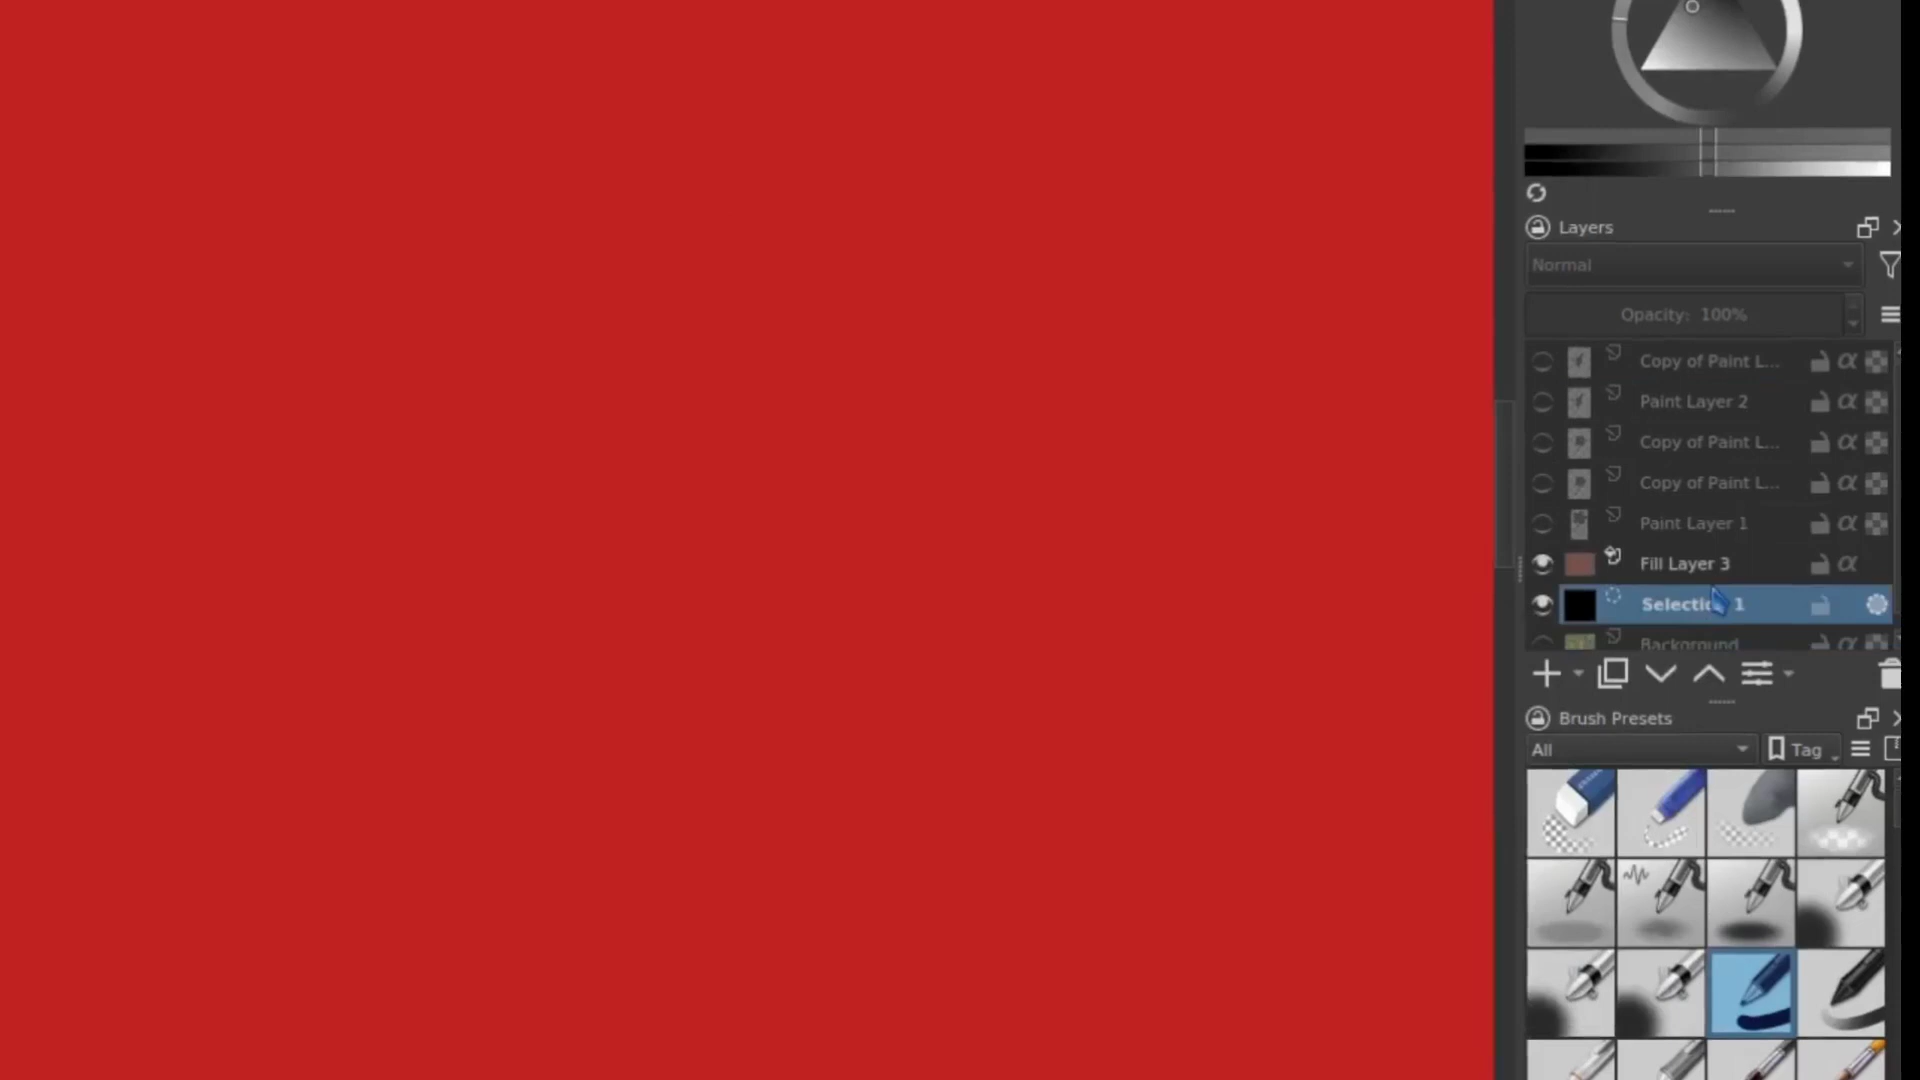 Layers
Normal
Opacity: 100%
Copy of Paint L...
Paint Layer 2
Copy of Paint L...
Copy of Paint L...
Paint Layer 1
Fill Layer 3
1
Background
Brush Presets
All
Tag